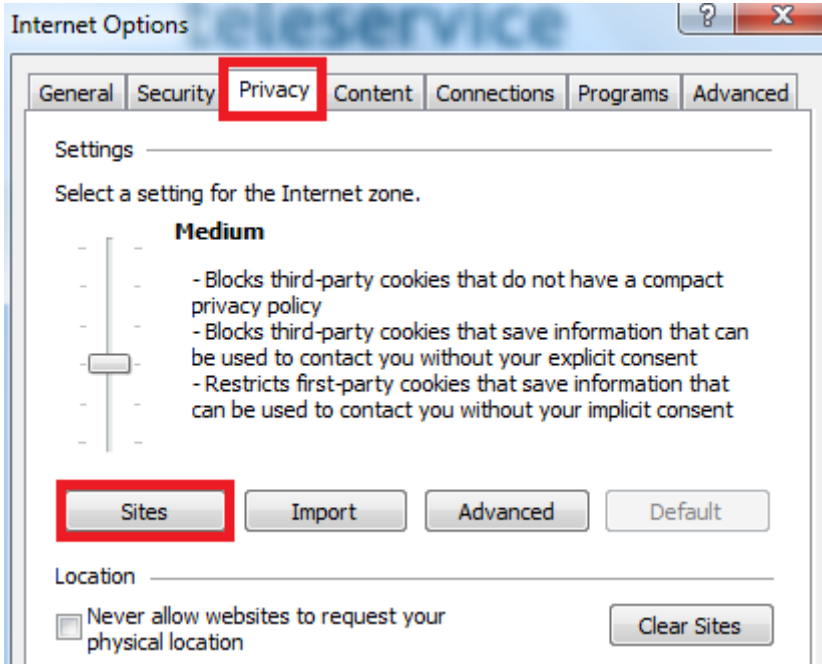 teleservice
Internet Options
?
X
General Security Privacy Content Connections Programs Advanced
Settings
Select a setting for the Internet zone.
Medium
- Blocks third-party cookies that do not have a compact
privacy policy
- Blocks third-party cookies that save information that can
be used to contact you without your explicit consent
- Restricts first-party cookies that save information that
can be used to contact you without your implicit consent
Sites Import Advanced Default
Location
Never allow websites to request your
physical location
Clear Sites